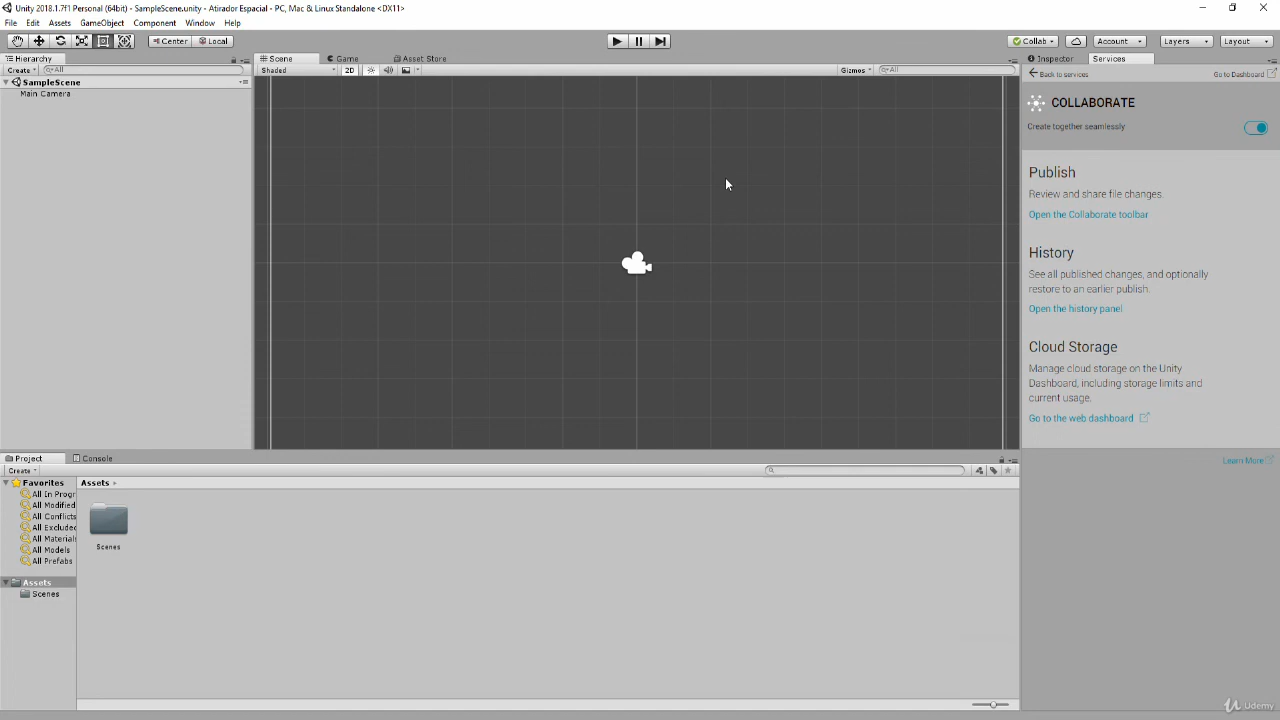 Unity 2018.1.7f1 Personal (64bit) - SampleScene.unity - Atirador Espacial - PC, Mac & Linux Standalone <DX11>
File Edit Assets GameObject Component Window Help
Center Local Collab Account Layers Layout
Hierarchy
Create All
SampleScene
Main Camera
Scene Game Asset Store
Shaded 2D Gizmos All
Inspector Services
Back to services Go to Dashboard
COLLABORATE
Create together seamlessly
Publish
Review and share file changes.
Open the Collaborate toolbar
History
See all published changes, and optionally
restore to an earlier publish.
Open the history panel
Cloud Storage
Manage cloud storage on the Unity
Dashboard, including storage limits and
current usage.
Go to the web dashboard
Learn More
Project Console
Create
Favorites
All In Progr
All Modified
All Conflicts
All Excluded
All Materials
All Models
All Prefabs
Assets
Scenes
Assets
Scenes
Udemy